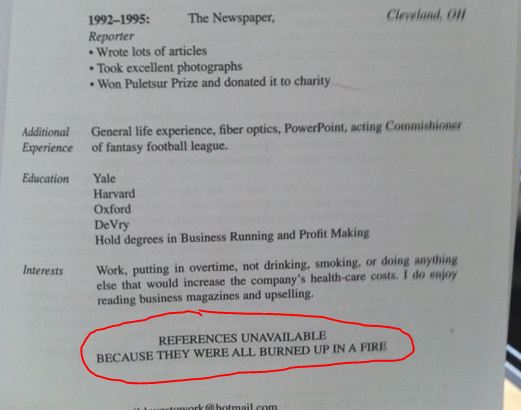 1992–1995: The Newspaper, Cleveland, OH
Reporter
• Wrote lots of articles
• Took excellent photographs
• Won Puletsur Prize and donated it to charity
Additional Experience General life experience, fiber optics, PowerPoint, acting Commishioner
of fantasy football league.
Education Yale
Harvard
Oxford
DeVry
Hold degrees in Business Running and Profit Making
Interests Work, putting in overtime, not drinking, smoking, or doing anything
else that would increase the company's health-care costs. I do enjoy
reading business magazines and upselling.
REFERENCES UNAVAILABLE
BECAUSE THEY WERE ALL BURNED UP IN A FIRE
@hotmail.com